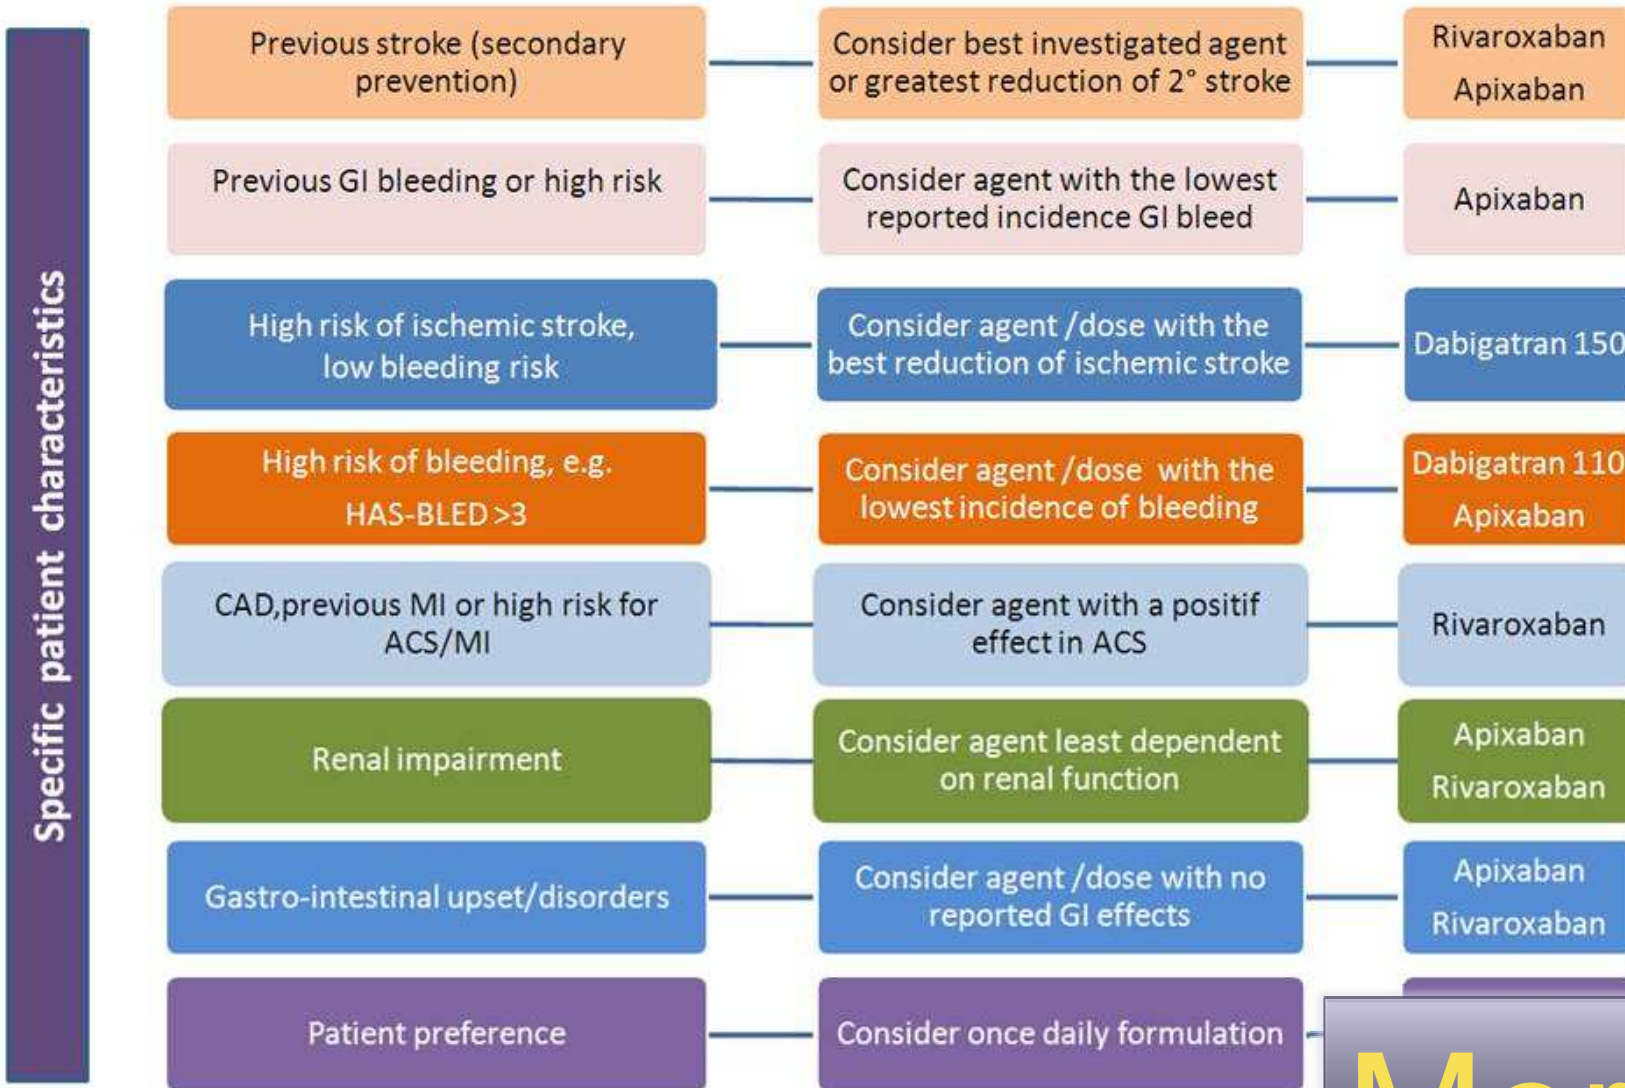 Specific patient characteristics
Previous stroke (secondary
prevention)
Consider best investigated agent
or greatest reduction of 2° stroke
Rivaroxaban
Apixaban
Previous GI bleeding or high risk
Consider agent with the lowest
reported incidence GI bleed
Apixaban
High risk of ischemic stroke,
low bleeding risk
Consider agent /dose with the
best reduction of ischemic stroke
Dabigatran 150
High risk of bleeding, e.g.
HAS-BLED >3
Consider agent /dose with the
lowest incidence of bleeding
Dabigatran 110
Apixaban
CAD,previous MI or high risk for
ACS/MI
Consider agent with a positif
effect in ACS
Rivaroxaban
Renal impairment
Consider agent least dependent
on renal function
Apixaban
Rivaroxaban
Gastro-intestinal upset/disorders
Consider agent /dose with no
reported GI effects
Apixaban
Rivaroxaban
Patient preference
Consider once daily formulation